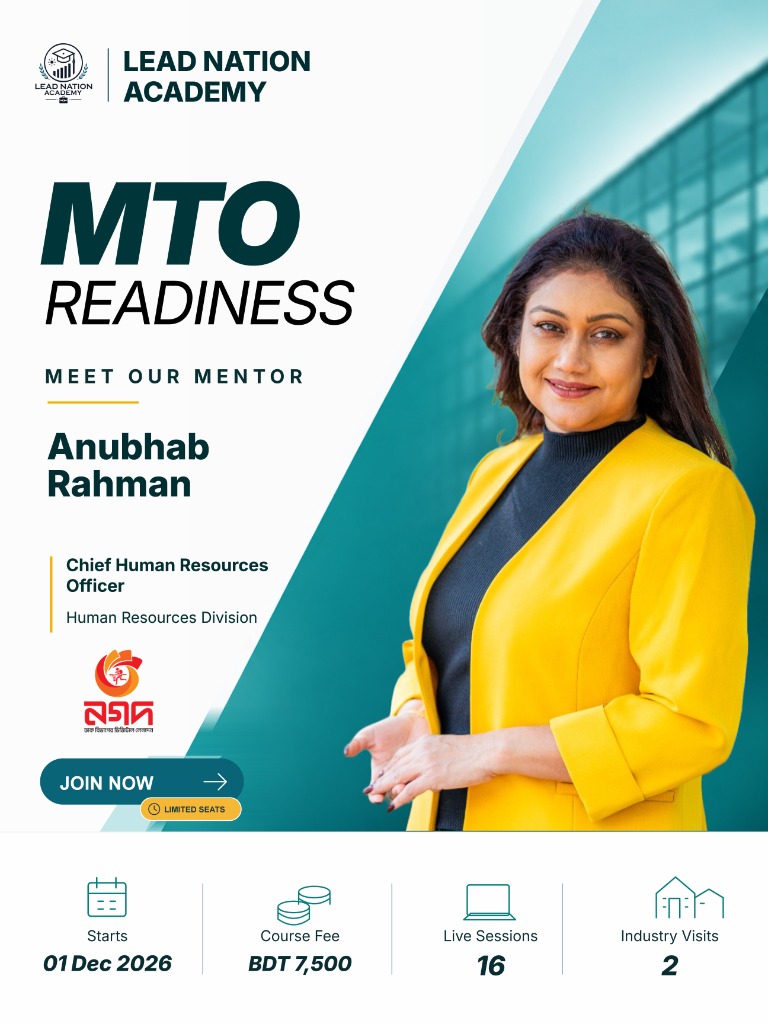 LEAD NATION
ACADEMY
LEAD NATION
ACADEMY
MTO
READINESS
MEET OUR MENTOR
Anubhab
Rahman
Chief Human Resources
Officer
Human Resources Division
নগদ
ডাক বিভাগের ডিজিটাল লেনদেন
JOIN NOW
LIMITED SEATS
Starts
01 Dec 2026
Course Fee
BDT 7,500
Live Sessions
16
Industry Visits
2